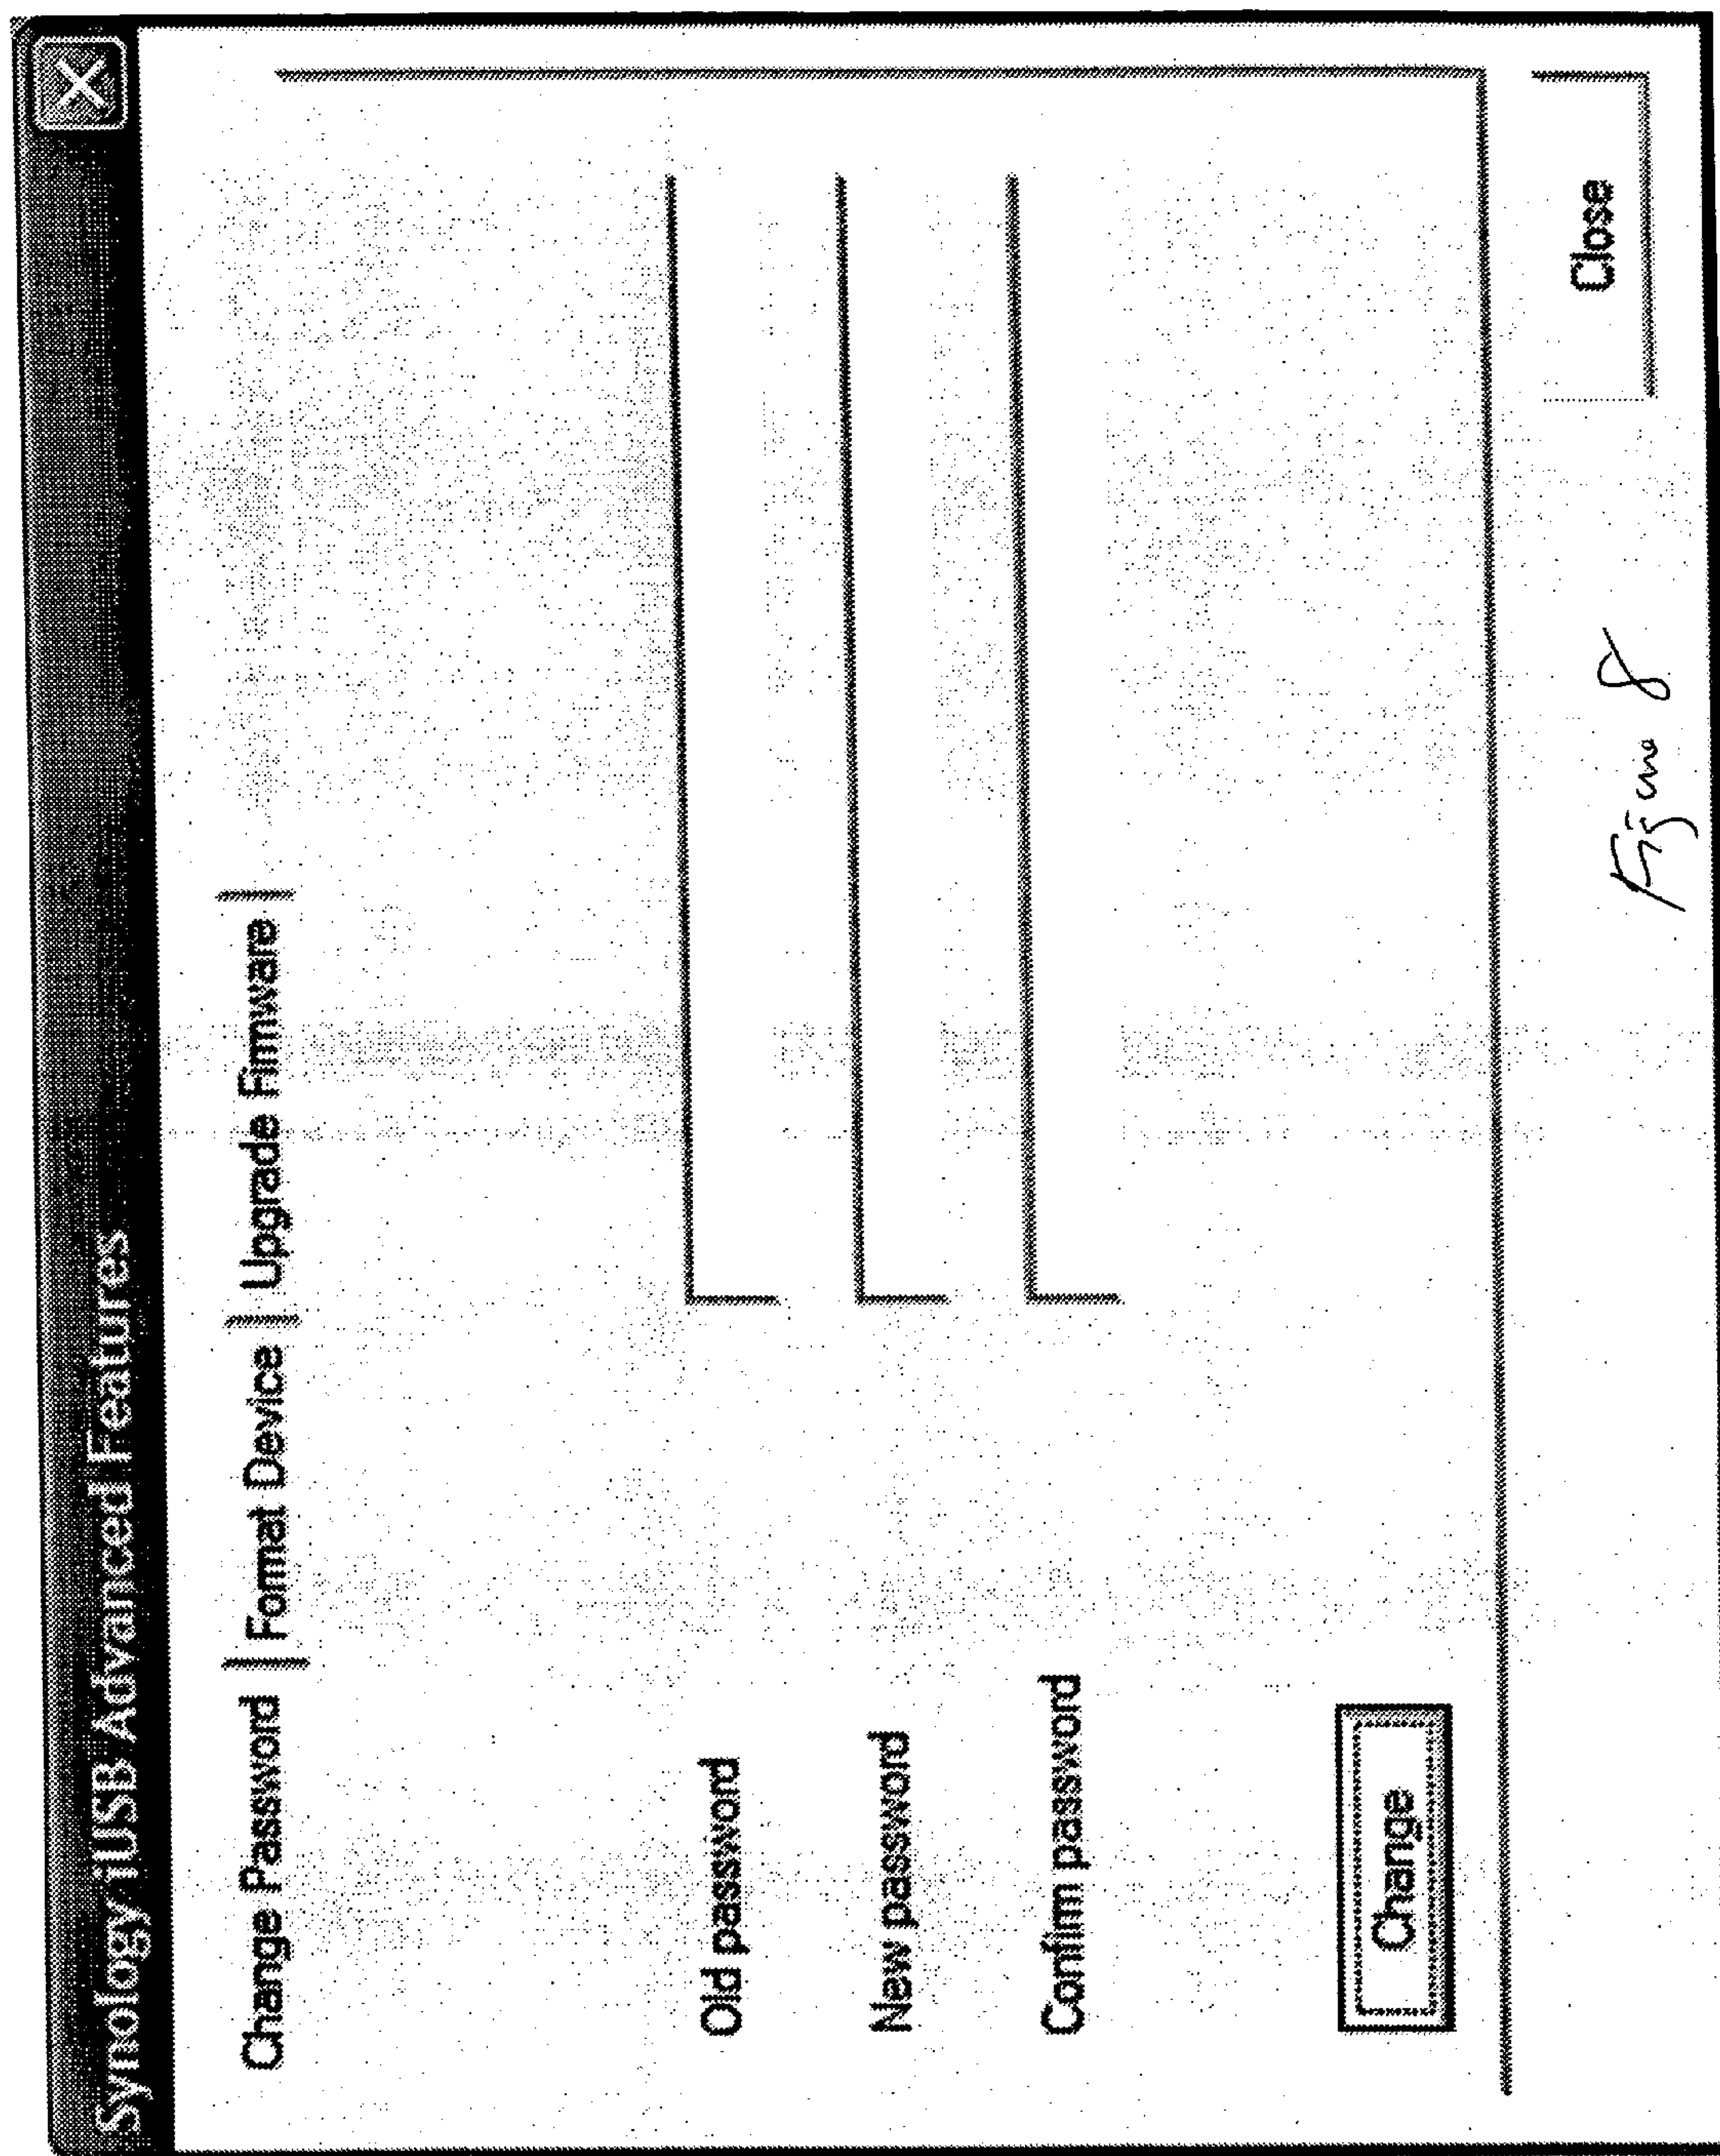 Synology iUSB Advanced Features
Change Password Format Device Upgrade Firmware
Old password
New password
Confirm password
Change
Close
Figure 8